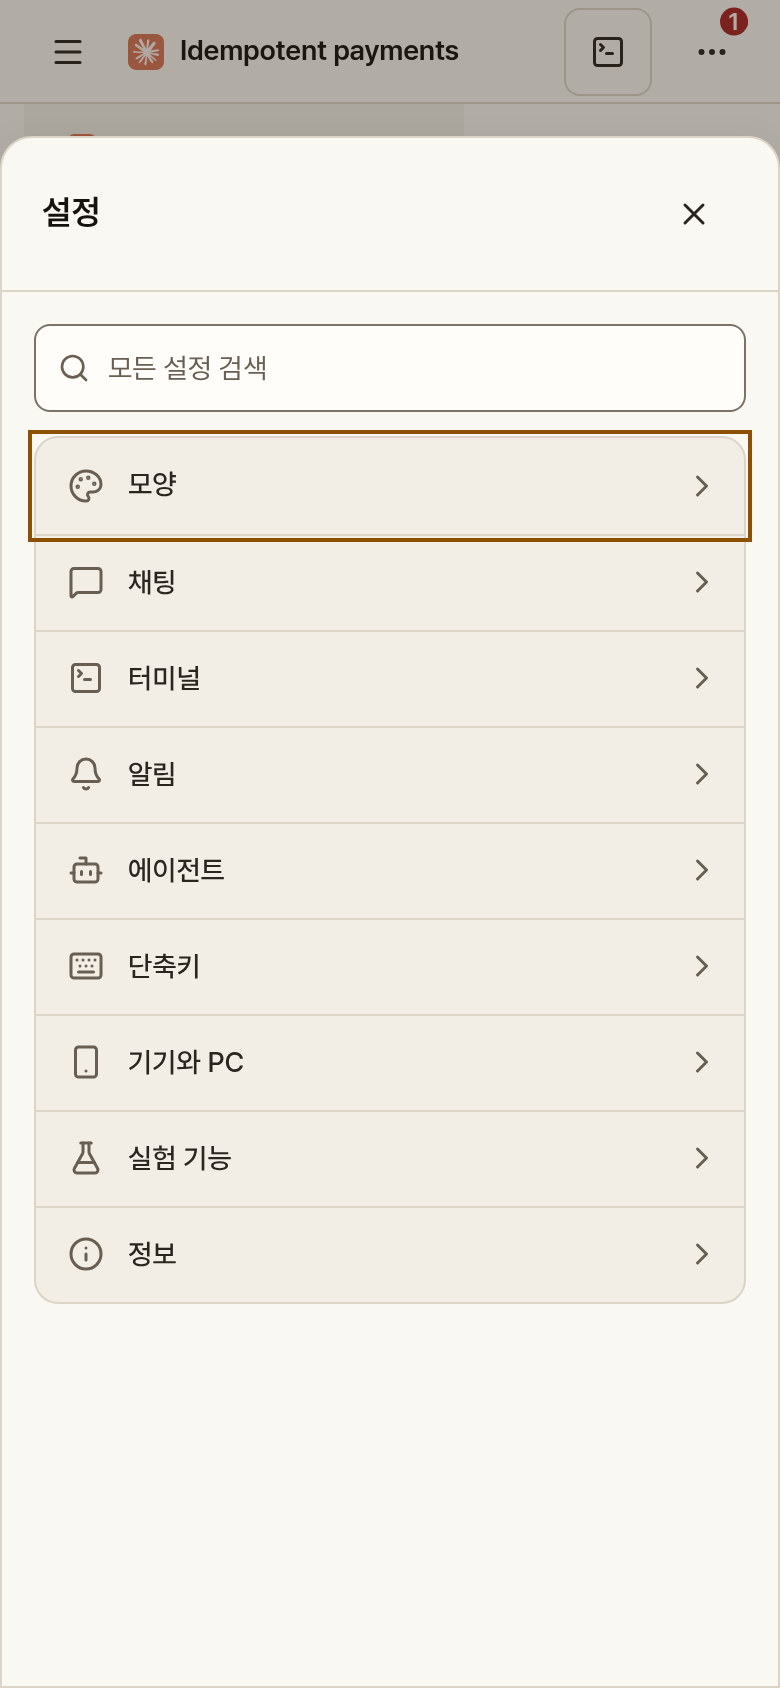 Idempotent payments
1
설정
모든 설정 검색
모양
채팅
터미널
알림
에이전트
단축키
기기와 PC
실험 기능
정보